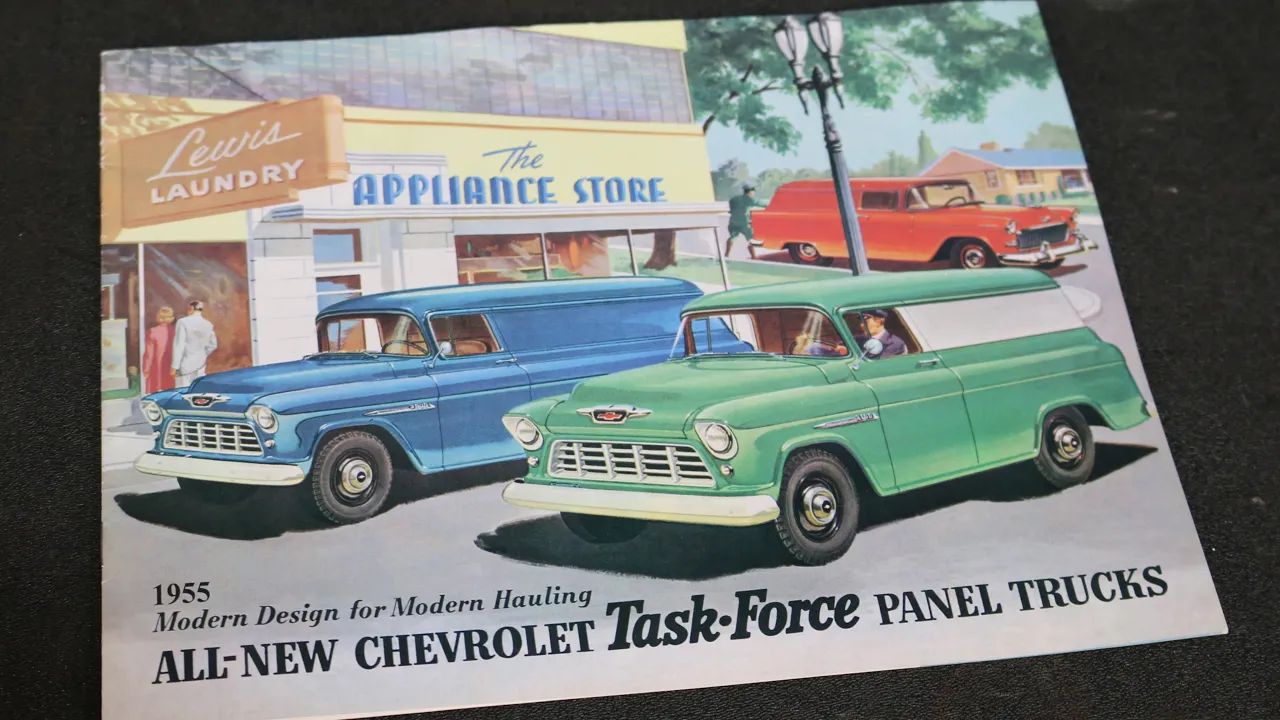 Lewis
LAUNDRY
The
APPLIANCE STORE
1955
Modern Design for Modern Hauling
ALL-NEW CHEVROLET Task·Force PANEL TRUCKS